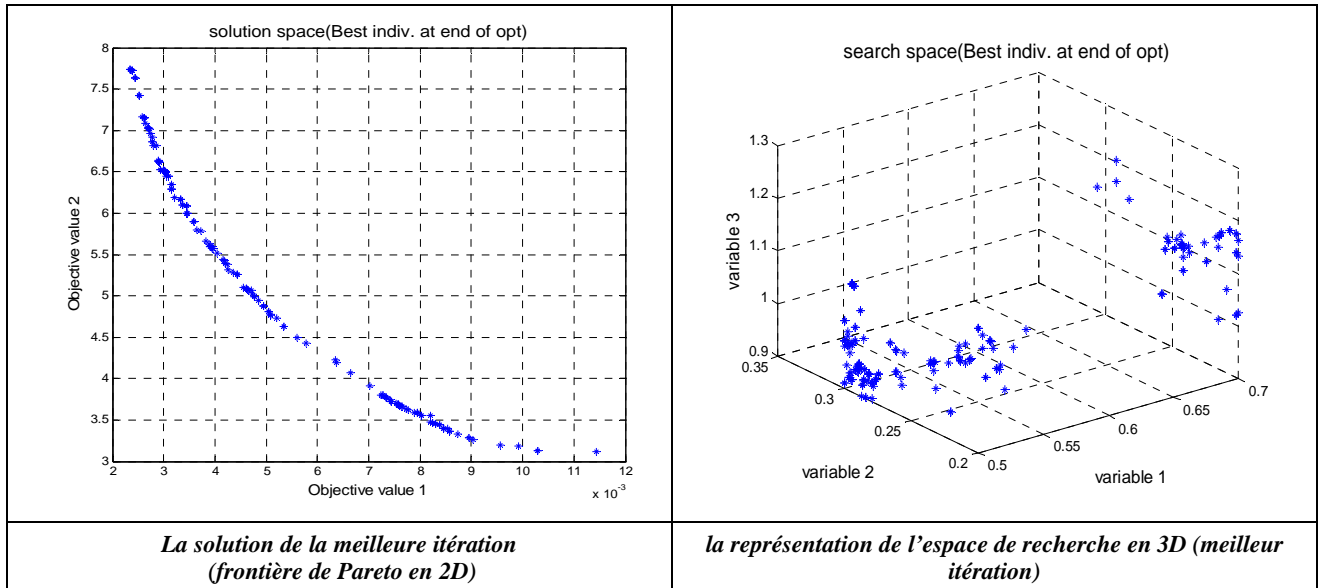 solution space(Best indiv. at end of opt)
8
7.5
7
6.5
6
5.5
5
4.5
4
3.5
3
Objective value 2
2 3 4 5 6 7 8 9 10 11 12
Objective value 1
x 10-3
search space(Best indiv. at end of opt)
1.3
1.2
1.1
1
0.9
variable 3
0.35
0.3
0.25
0.2
variable 2
0.5
0.55
0.6
0.65
0.7
variable 1
La solution de la meilleure itération
(frontière de Pareto en 2D)
la représentation de l'espace de recherche en 3D (meilleur
itération)